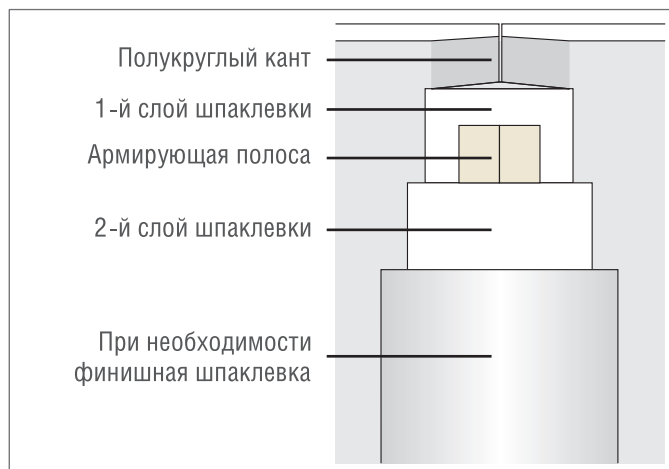 Полукруглый кант
1-й слой шпаклевки
Армирующая полоса
2-й слой шпаклевки
При необходимости
финишная шпаклевка